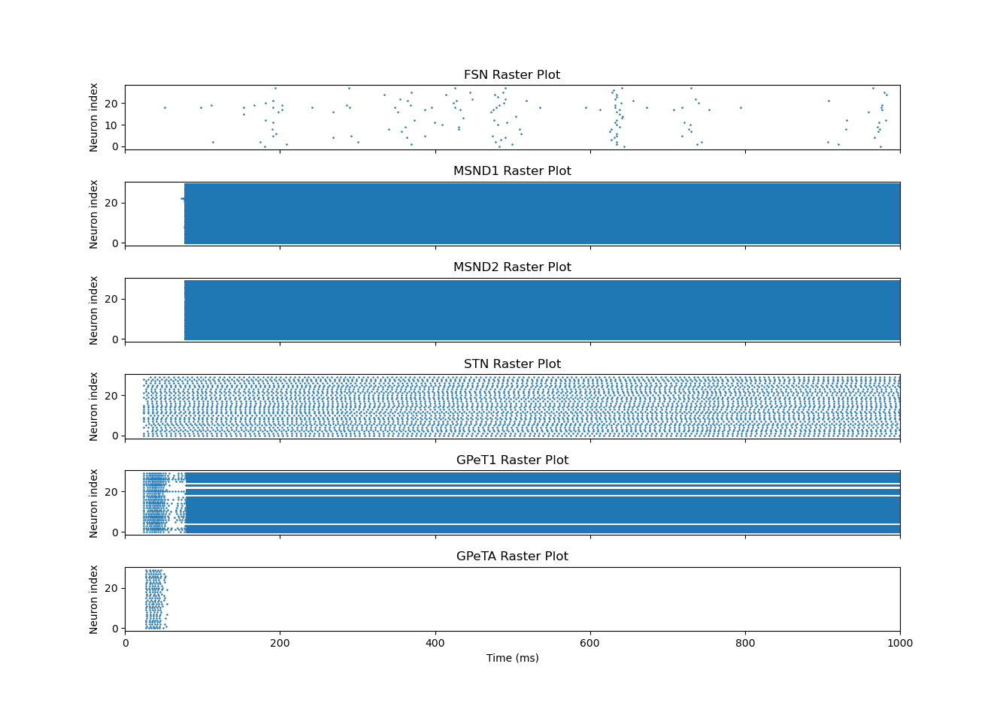 FSN Raster Plot
Neuron index
20
10
0
MSND1 Raster Plot
Neuron index
20
0
MSND2 Raster Plot
Neuron index
20
0
STN Raster Plot
Neuron index
20
0
GPeT1 Raster Plot
Neuron index
20
0
GPeTA Raster Plot
Neuron index
20
0
0 200 400 600 800 1000
Time (ms)